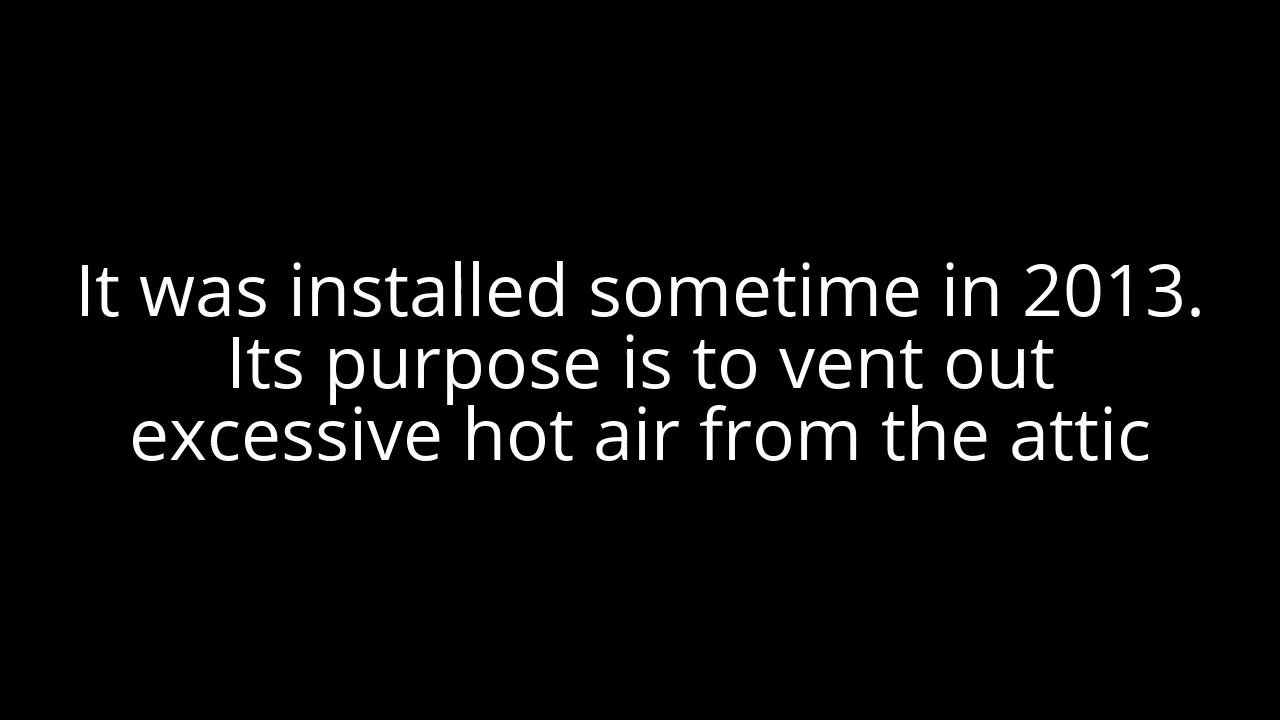 It was installed sometime in 2013.
Its purpose is to vent out
excessive hot air from the attic